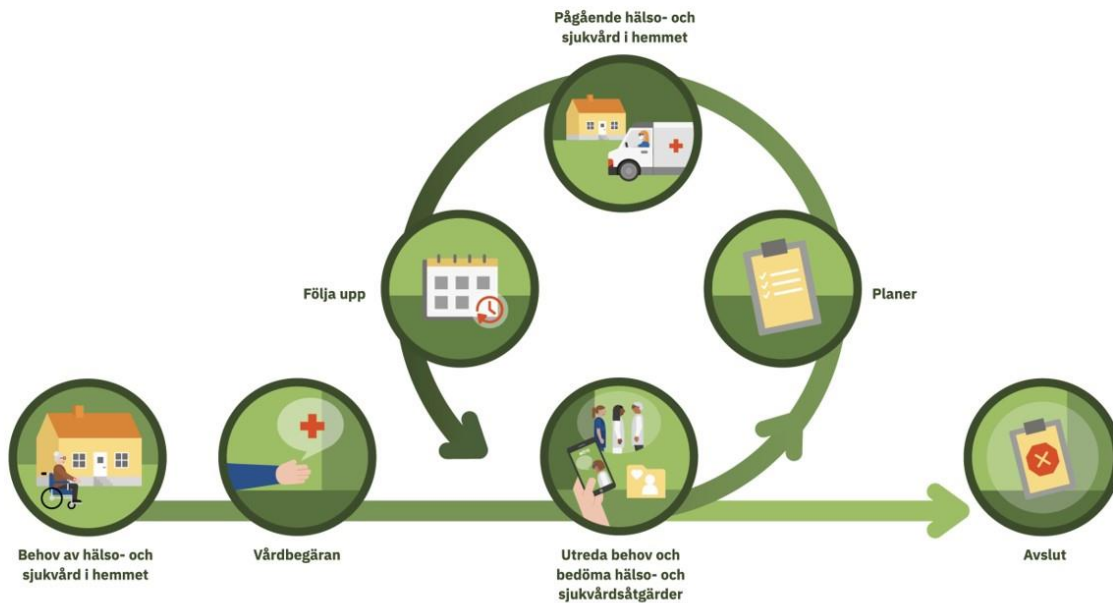 Pågående hälso- och
sjukvård i hemmet
Följa upp
Planer
Behov av hälso- och
sjukvård i hemmet
Vårdbegäran
Utreda behov och
bedöma hälso- och
sjukvårdsåtgärder
Avslut